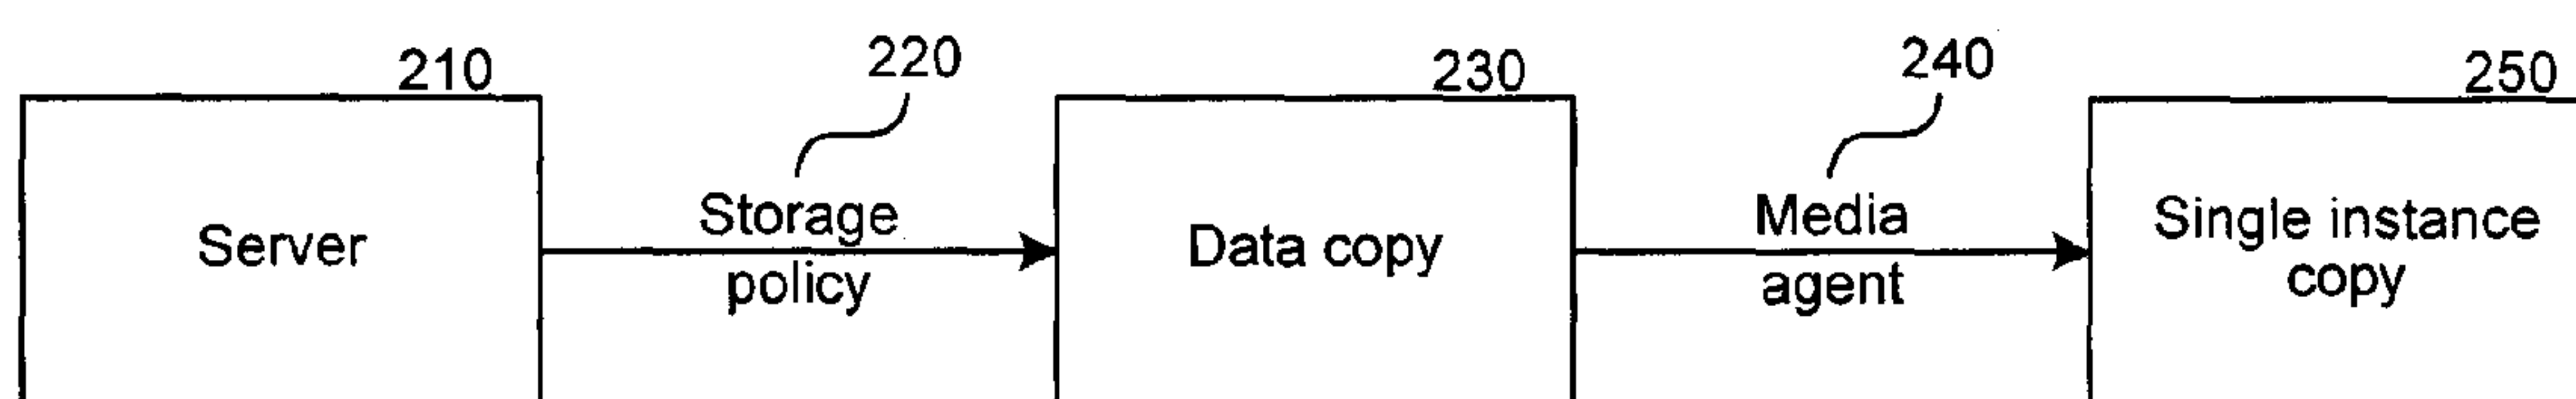 210
220
230
240
250
Server
Storage
policy
Data copy
Media
agent
Single instance
copy